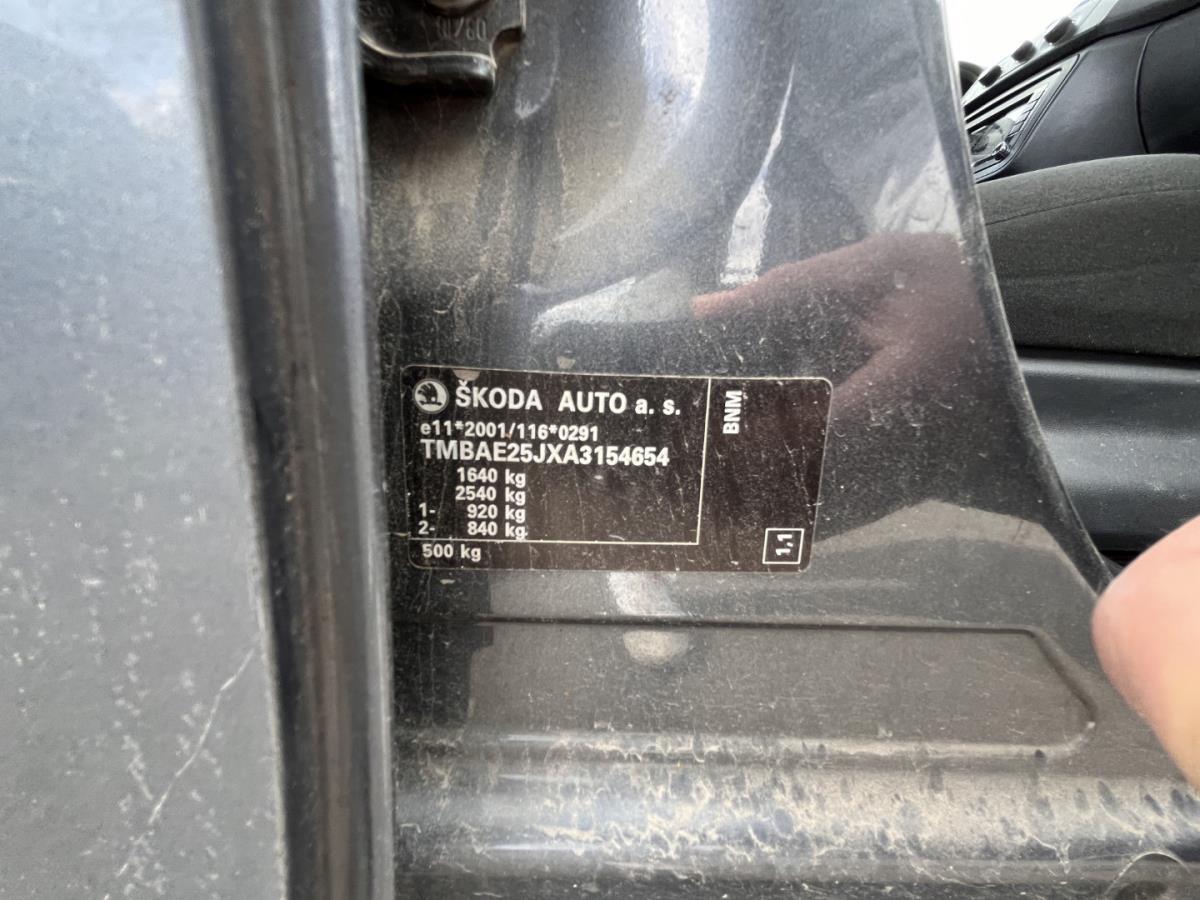 ŠKODA AUTO a. s.
e11*2001/116*0291
TMBAE25JXA3154654
1640 kg
2540 kg
1- 920 kg
2- 840 kg
500 kg
BNM
1,1